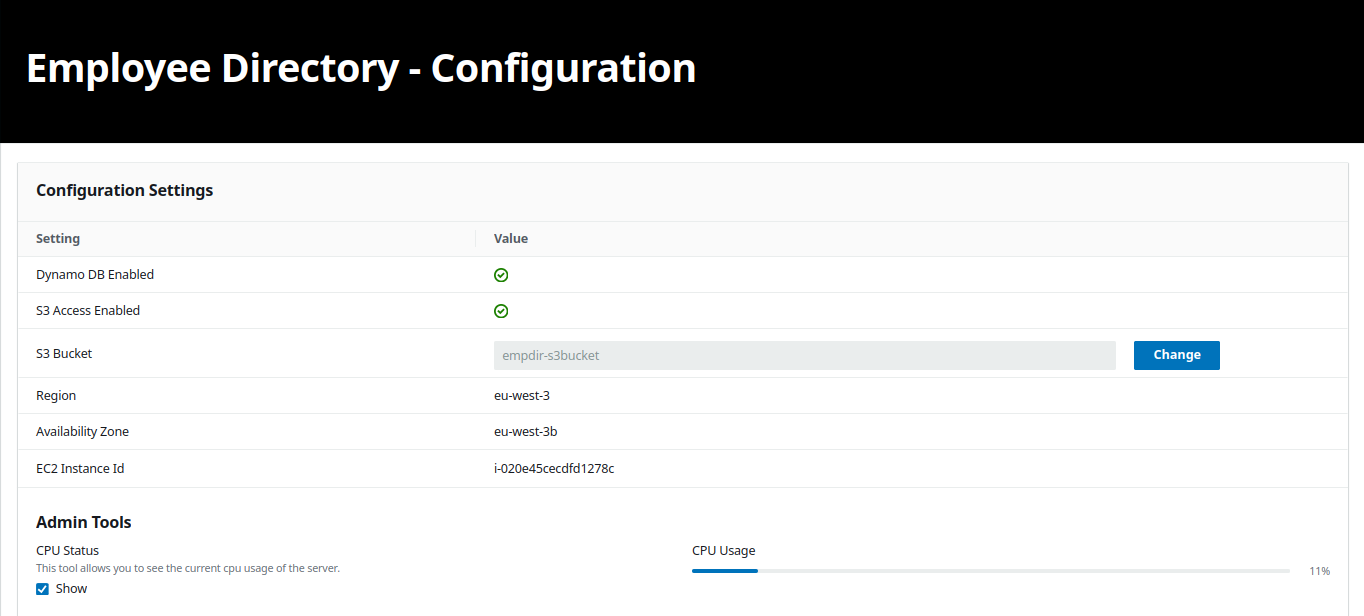 Employee Directory - Configuration
Configuration Settings
Setting Value
Dynamo DB Enabled
S3 Access Enabled
S3 Bucket empdir-s3bucket Change
Region eu-west-3
Availability Zone eu-west-3b
EC2 Instance Id i-020e45cecdfd1278c
Admin Tools
CPU Status CPU Usage
This tool allows you to see the current cpu usage of the server. 11%
Show